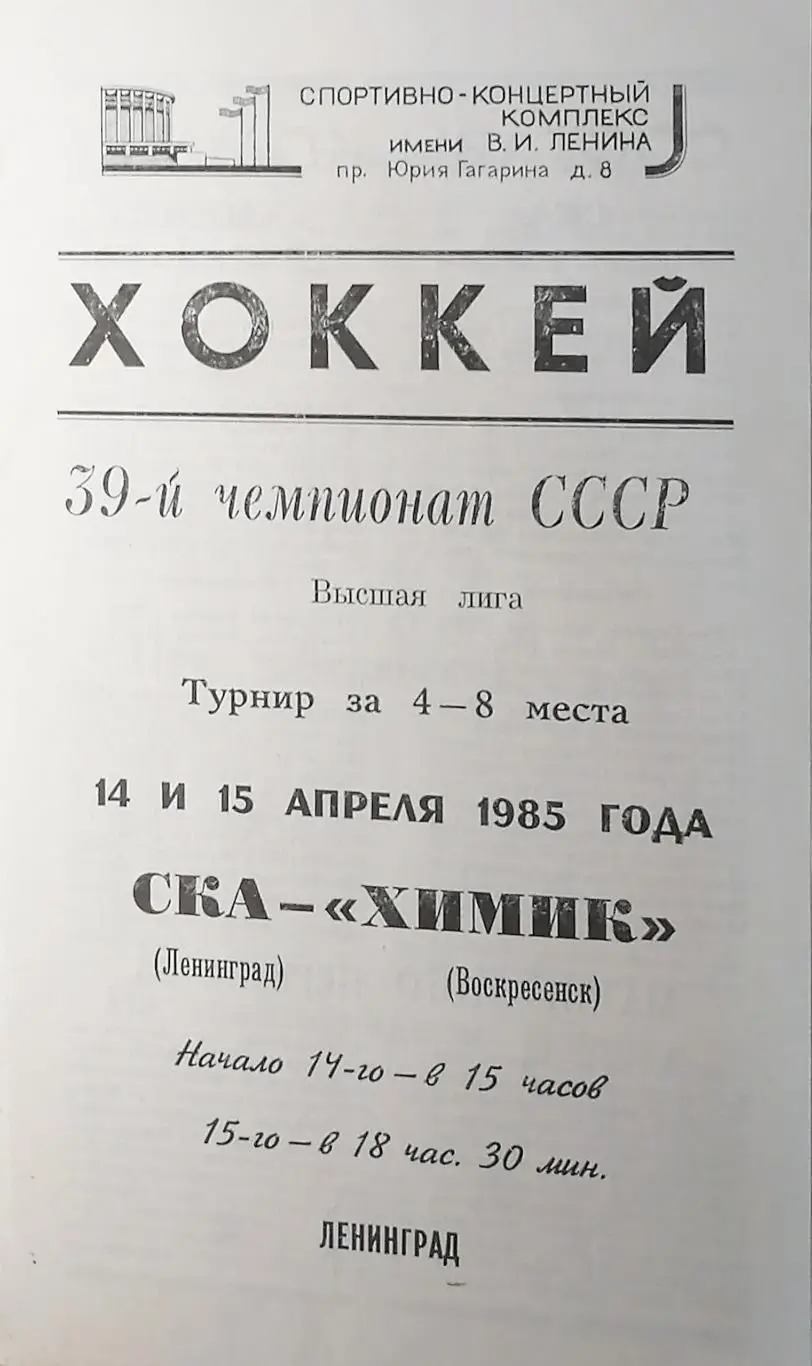 СПОРТИВНО-КОНЦЕРТНЫЙ
КОМПЛЕКС
ИМЕНИ В. И. ЛЕНИНА
пр. Юрия Гагарина д. 8
ХОККЕЙ
39-й чемпионат СССР
Высшая лига
Турнир за 4—8 места
14 И 15 АПРЕЛЯ 1985 ГОДА
СКА—«ХИМИК»
(Ленинград) (Воскресенск)
Начало 14-го — в 15 часов
15-го — в 18 час. 30 мин.
ЛЕНИНГРАД